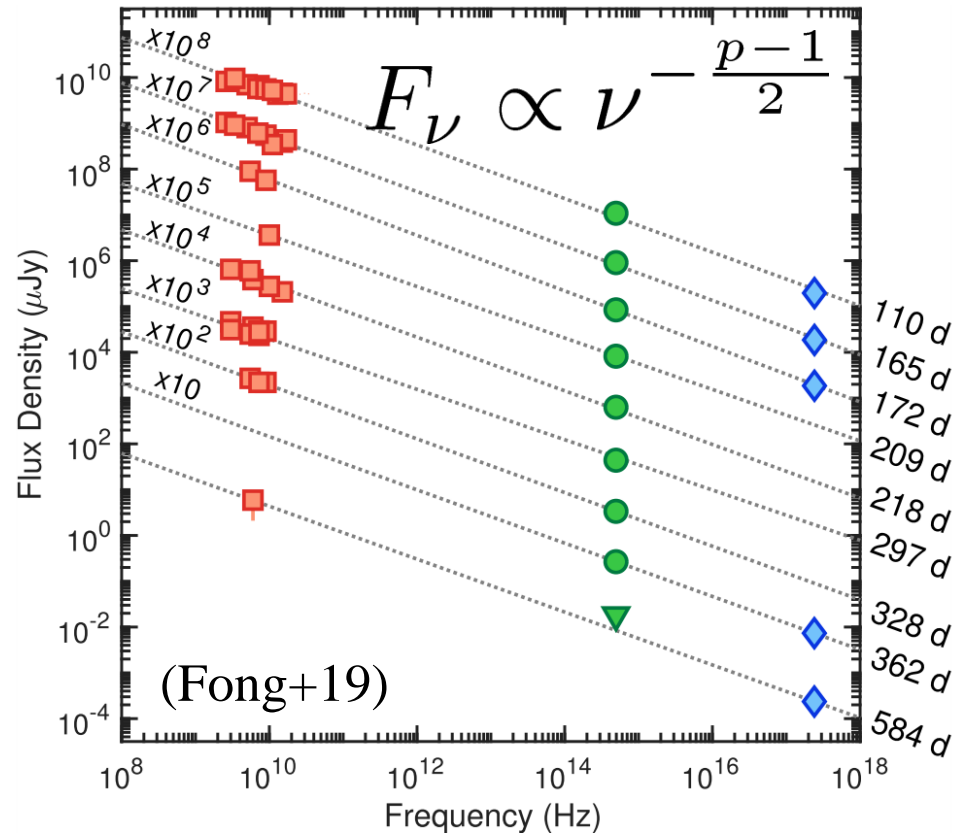 F_ν ∝ ν^{-\frac{p-1}{2}}
x10^8
x10^7
x10^6
x10^5
x10^4
x10^3
x10^2
x10
110 d
165 d
172 d
209 d
218 d
297 d
328 d
362 d
584 d
(Fong+19)
Flux Density (μJy)
10^{10}
10^8
10^6
10^4
10^2
10^0
10^{-2}
10^{-4}
10^8
10^{10}
10^{12}
10^{14}
10^{16}
10^{18}
Frequency (Hz)